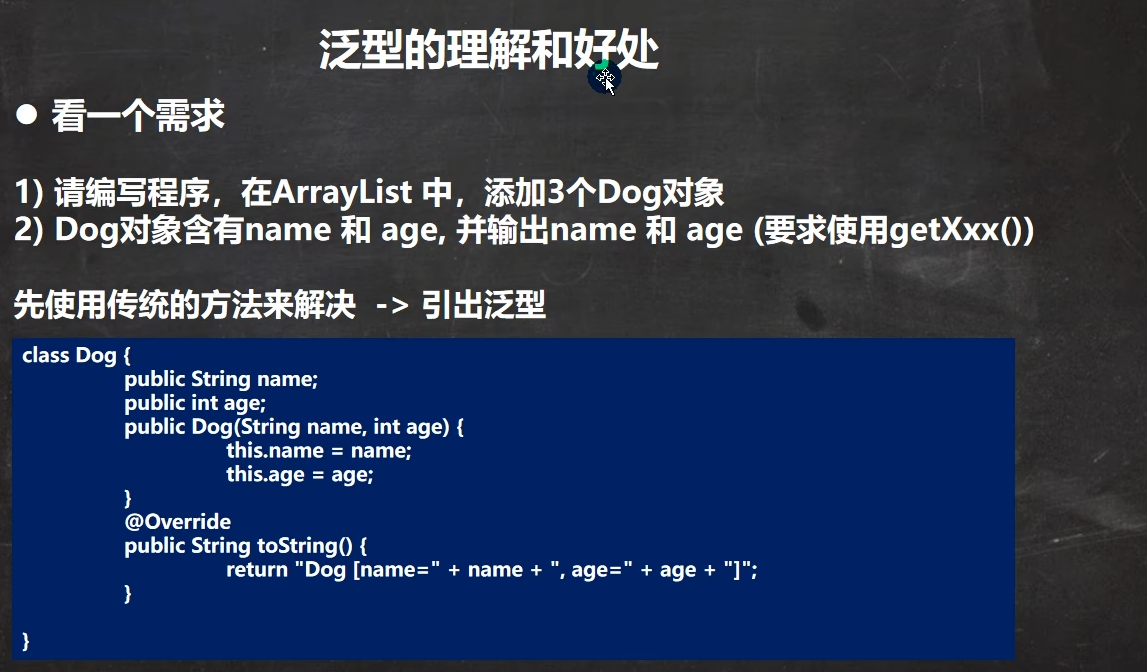 泛型的理解和好处
● 看一个需求
1) 请编写程序，在ArrayList 中，添加3个Dog对象
2) Dog对象含有name 和 age, 并输出name 和 age (要求使用getXxx())
先使用传统的方法来解决 -> 引出泛型
class Dog {
public String name;
public int age;
public Dog(String name, int age) {
this.name = name;
this.age = age;
}
@Override
public String toString() {
return "Dog [name=" + name + ", age=" + age + "]";
}
}